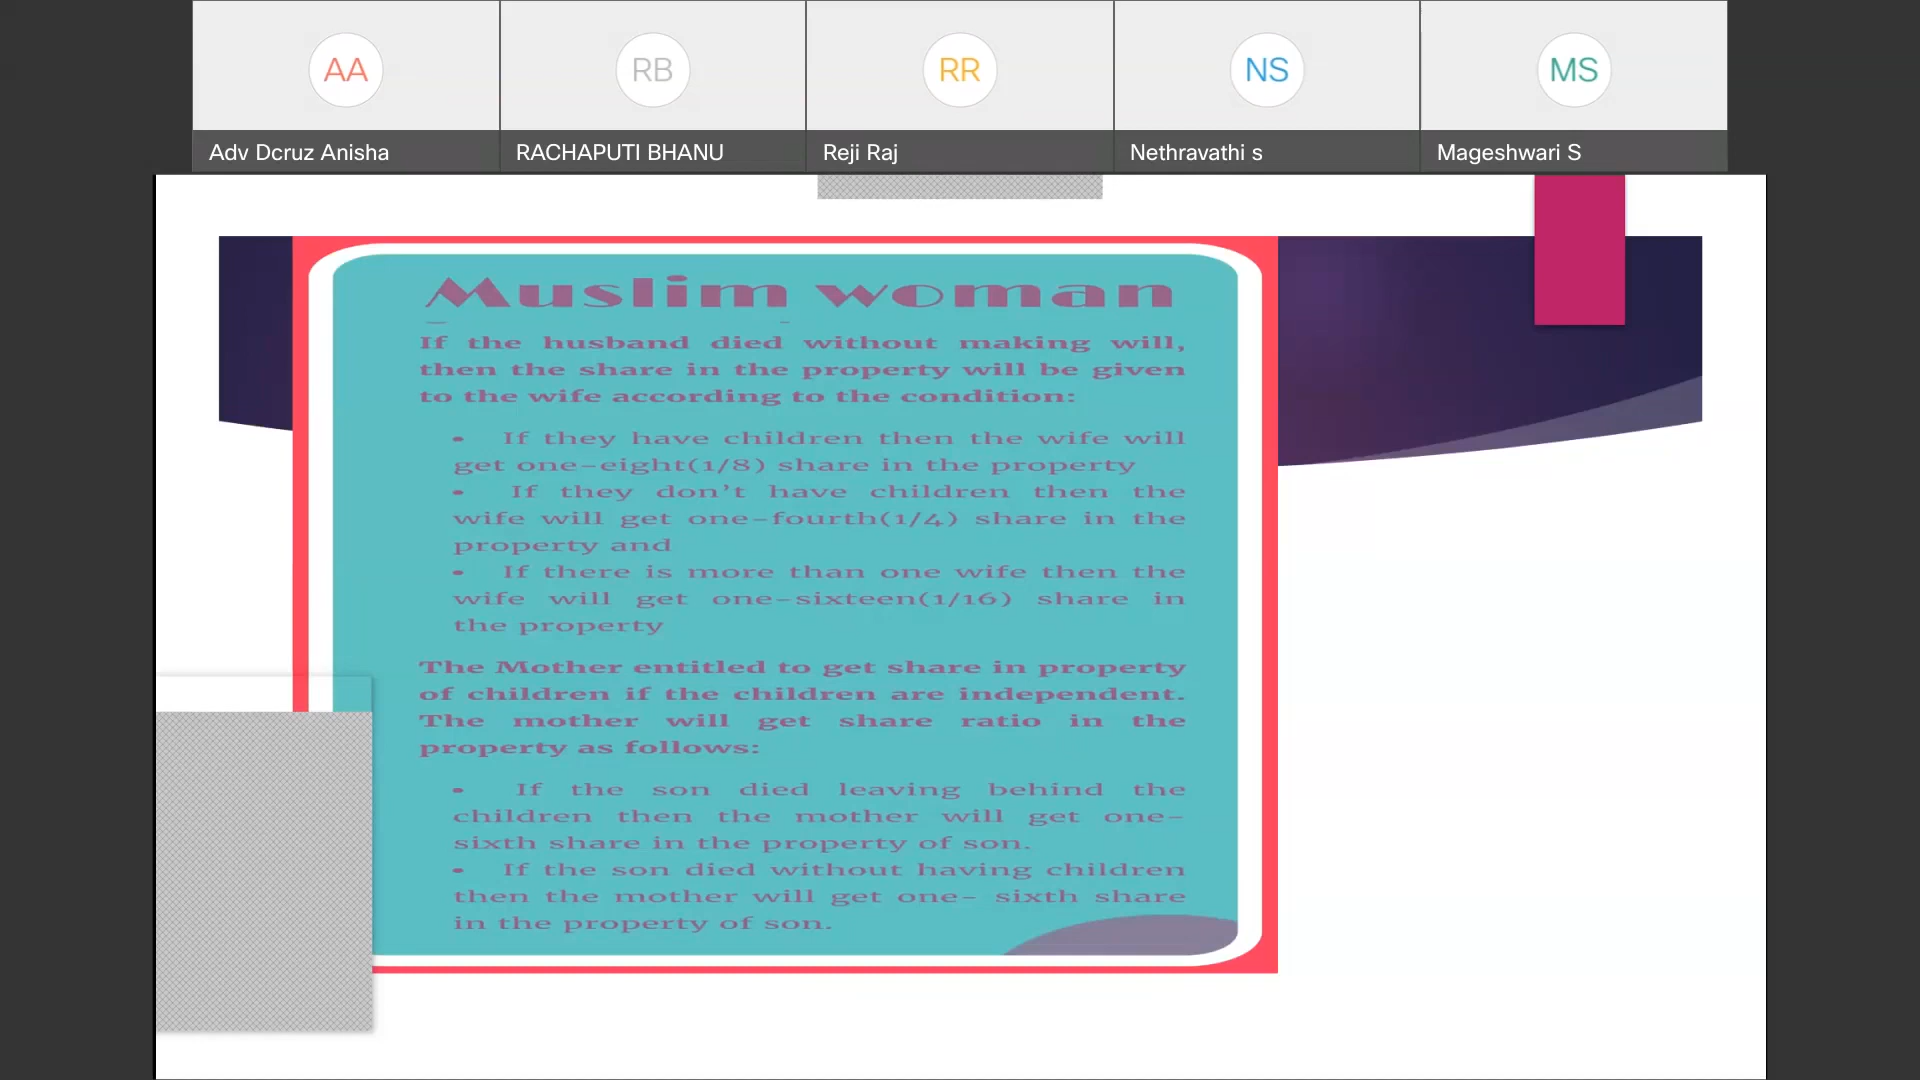 AA
RB
RR
NS
MS
Adv Dcruz Anisha
RACHAPUTI BHANU
Reji Raj
Nethravathi s
Mageshwari S
Muslim woman
If the husband died without making will,
then the share in the property will be given
to the wife according to the condition:
• If they have children then the wife will
get one-eight(1/8) share in the property
• If they don't have children then the
wife will get one-fourth(1/4) share in the
property and
• If there is more than one wife then the
wife will get one-sixteen(1/16) share in
the property
The Mother entitled to get share in property
of children if the children are independent.
The mother will get share ratio in the
property as follows:
• If the son died leaving behind the
children then the mother will get one-
sixth share in the property of son.
• If the son died without having children
then the mother will get one- sixth share
in the property of son.